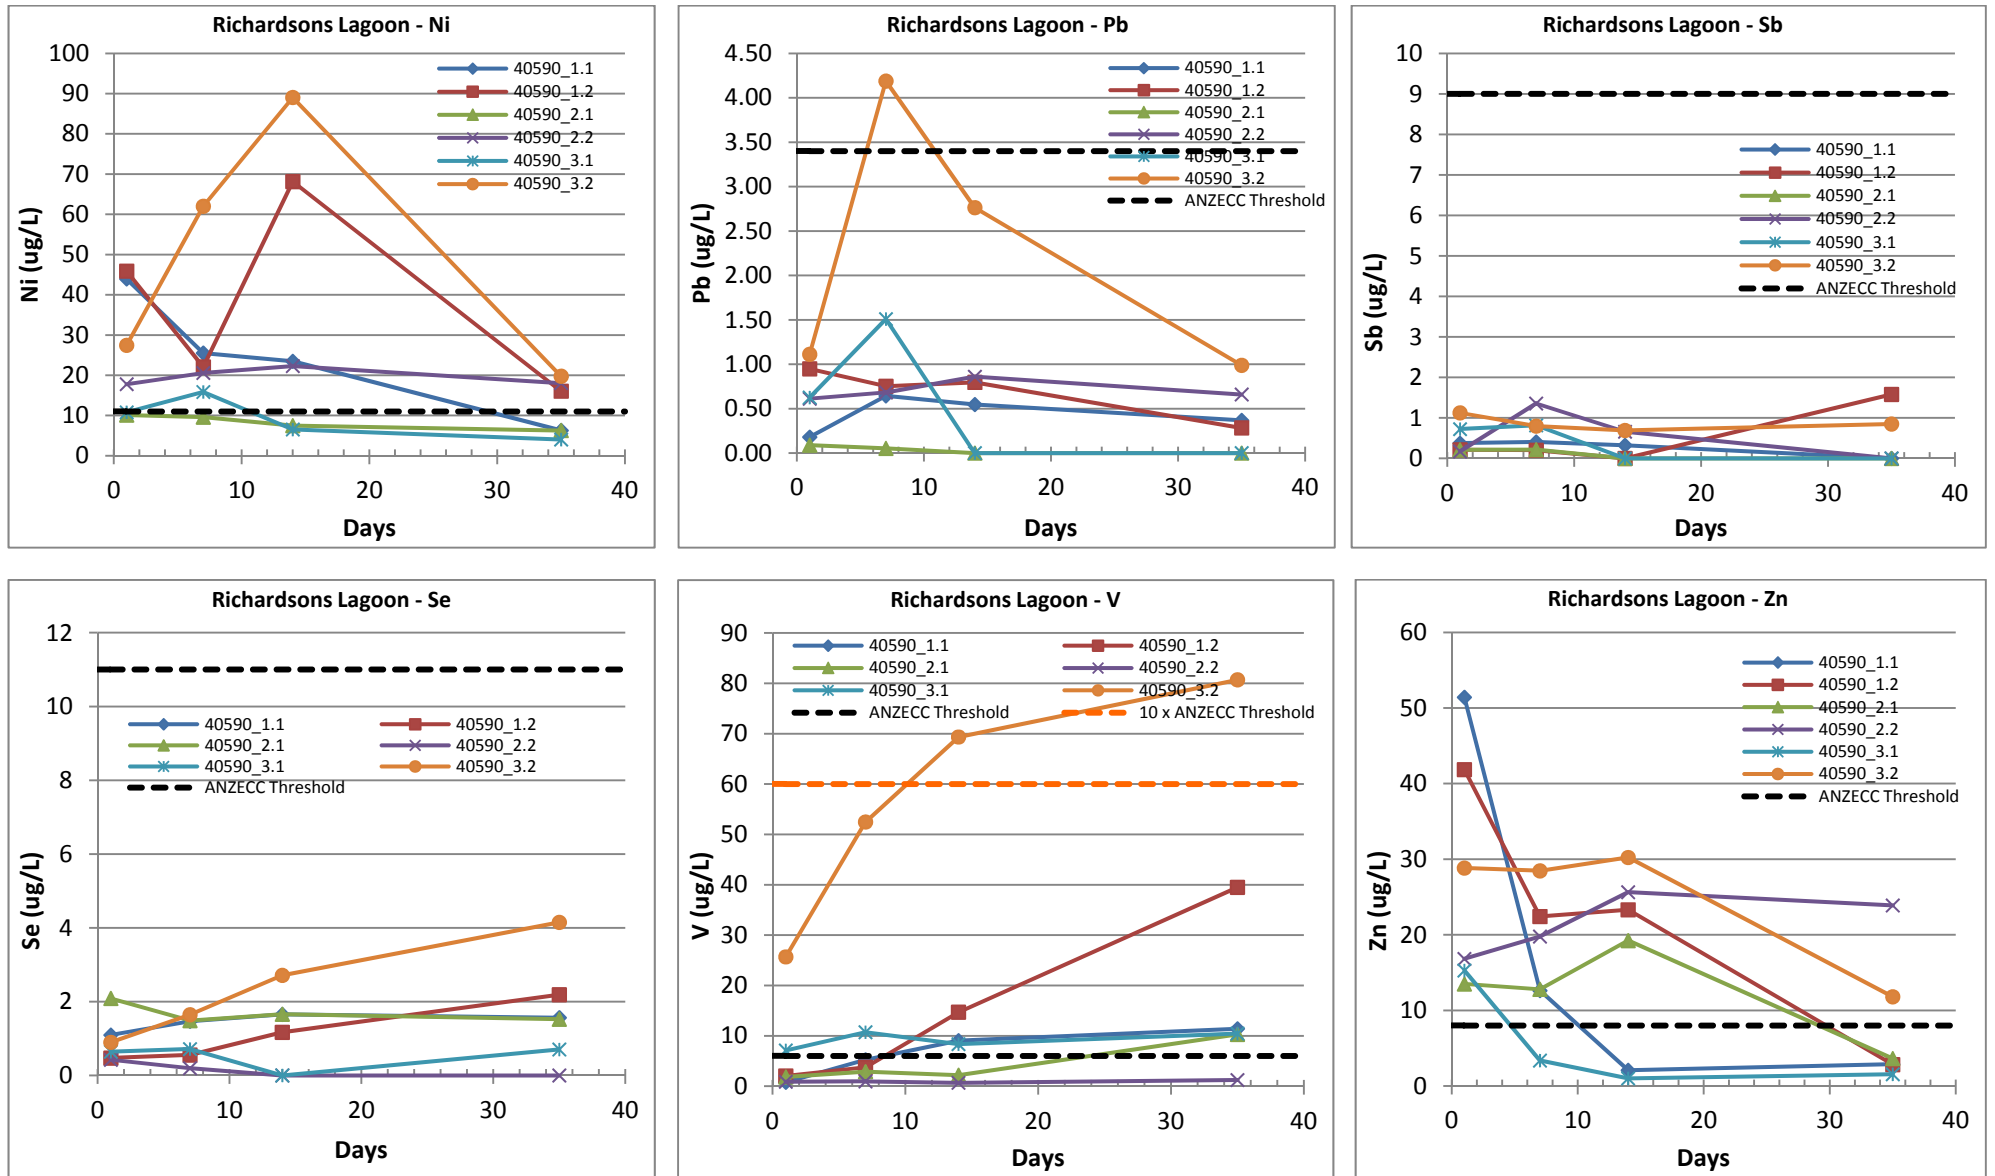 Richardsons Lagoon - Ni
100
90
80
70
60
50
40
30
20
10
0
Ni (ug/L)
40590_1.1
40590_1.2
40590_2.1
40590_2.2
40590_3.1
40590_3.2
0 10 20 30 40
Days
Richardsons Lagoon - Pb
4.50
4.00
3.50
3.00
2.50
2.00
1.50
1.00
0.50
0.00
Pb (ug/L)
40590_1.1
40590_1.2
40590_2.1
40590_2.2
40590_3.1
40590_3.2
ANZECC Threshold
0 10 20 30 40
Days
Richardsons Lagoon - Sb
10
9
8
7
6
5
4
3
2
1
0
Sb (ug/L)
40590_1.1
40590_1.2
40590_2.1
40590_2.2
40590_3.1
40590_3.2
ANZECC Threshold
0 10 20 30 40
Days
Richardsons Lagoon - Se
12
10
8
6
4
2
0
Se (ug/L)
40590_1.1 40590_1.2
40590_2.1 40590_2.2
40590_3.1 40590_3.2
ANZECC Threshold
0 10 20 30 40
Days
Richardsons Lagoon - V
90
80
70
60
50
40
30
20
10
0
V (ug/L)
40590_1.1 40590_1.2
40590_2.1 40590_2.2
40590_3.1 40590_3.2
ANZECC Threshold 10 x ANZECC Threshold
0 10 20 30 40
Days
Richardsons Lagoon - Zn
60
50
40
30
20
10
0
Zn (ug/L)
40590_1.1
40590_1.2
40590_2.1
40590_2.2
40590_3.1
40590_3.2
ANZECC Threshold
0 10 20 30 40
Days